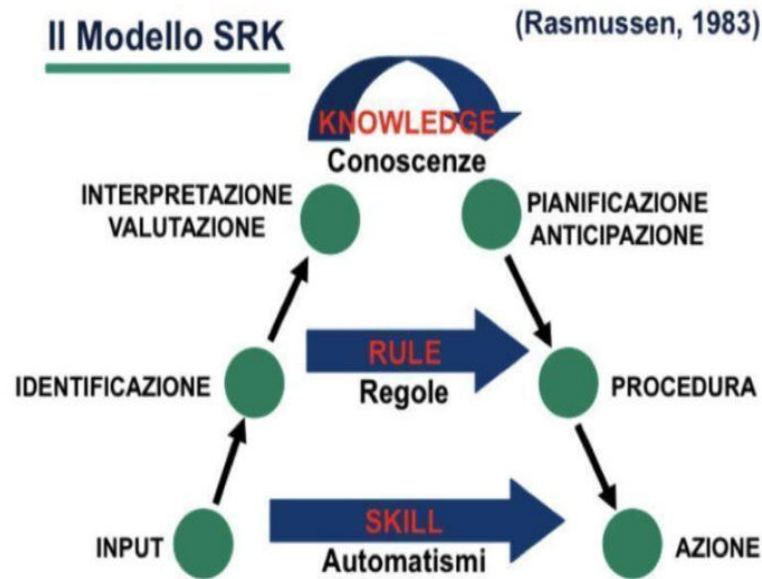 Il Modello SRK
(Rasmussen, 1983)
KNOWLEDGE
Conoscenze
INTERPRETAZIONE
VALUTAZIONE
PIANIFICAZIONE
ANTICIPAZIONE
RULE
Regole
IDENTIFICAZIONE
PROCEDURA
SKILL
Automatismi
INPUT
AZIONE